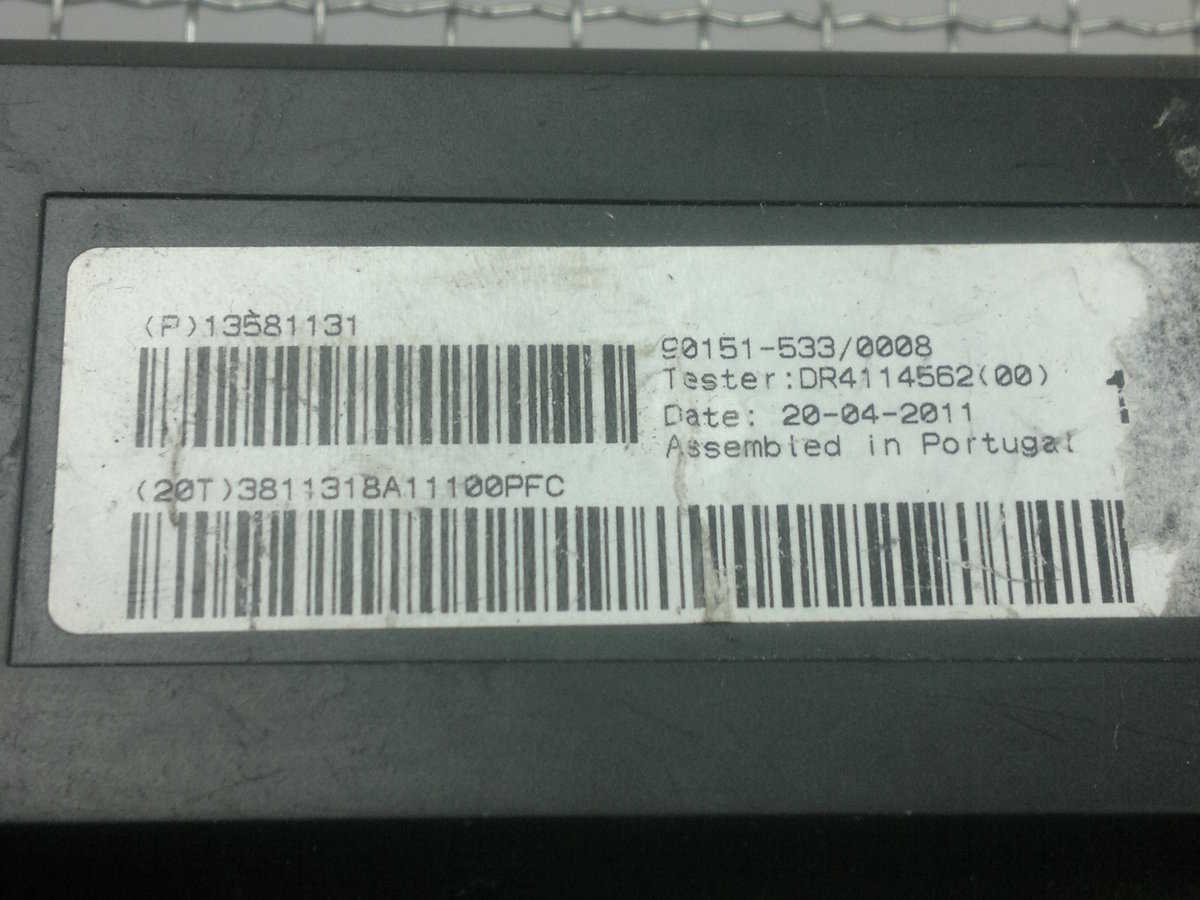 (P)13581131
90151-533/0008
Tester:DR4114562(00)
Date: 20-04-2011
Assembled in Portugal
(20T)3811318A11100PFC